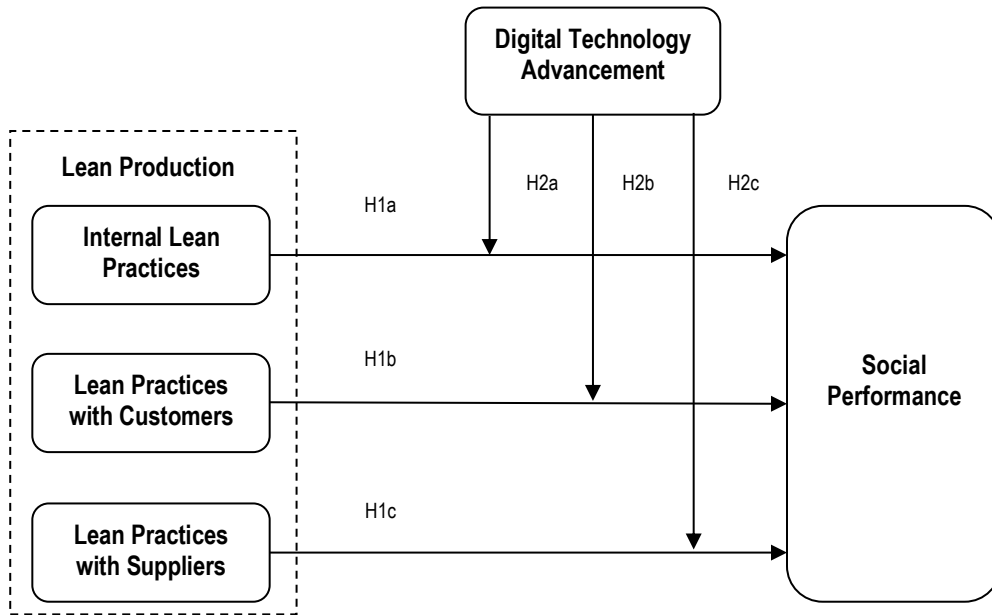 Digital Technology
Advancement
Lean Production
H1a
H2a
H2b
H2c
Internal Lean
Practices
H1b
Lean Practices
with Customers
Social
Performance
H1c
Lean Practices
with Suppliers